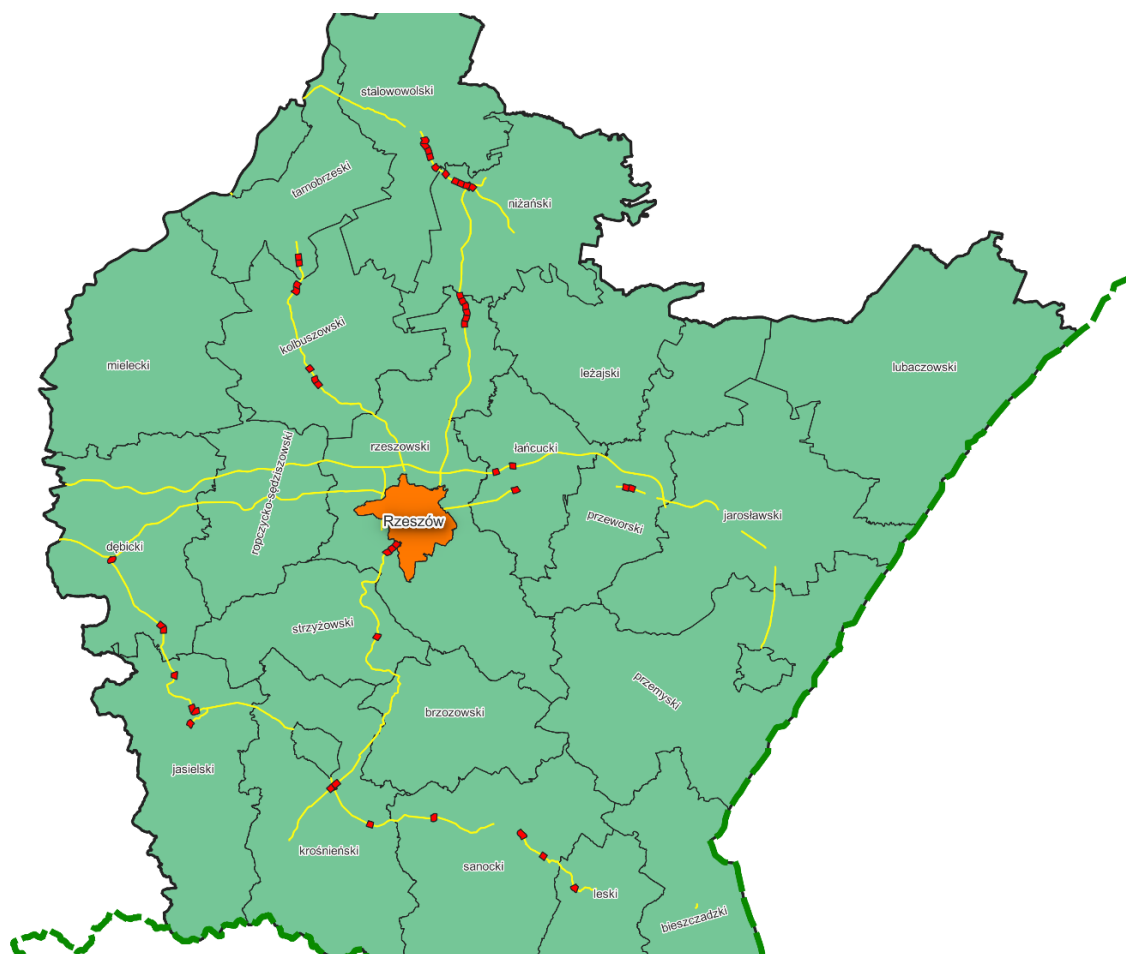 stalowowolski
tarnobrzeski
niżański
kolbuszowski
mielecki
leżajski
lubaczowski
rzeszowski
łańcucki
ropczycko-sędziszowski
Rzeszów
przeworski
jarosławski
dębicki
strzyżowski
przemyski
brzozowski
jasielski
krośnieński
sanocki
leski
bieszczadzki